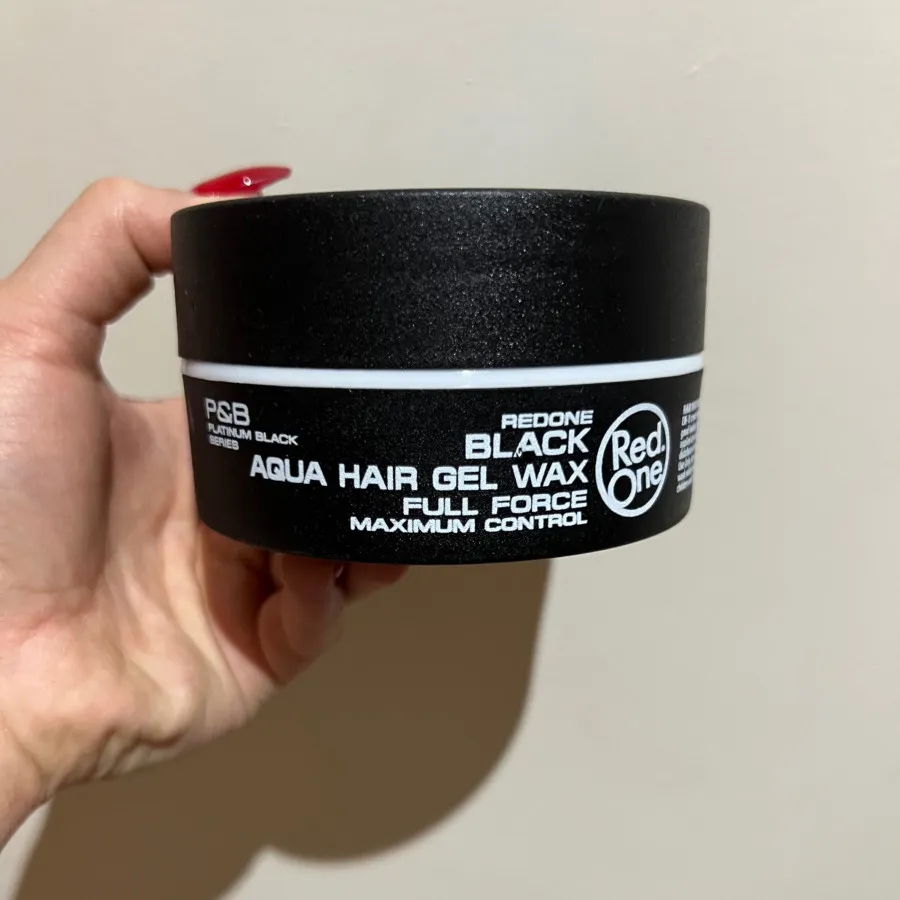 P&B
PLATINUM BLACK
SERIES
REDONE
BLACK
AQUA HAIR GEL WAX
FULL FORCE
MAXIMUM CONTROL
Red.
One